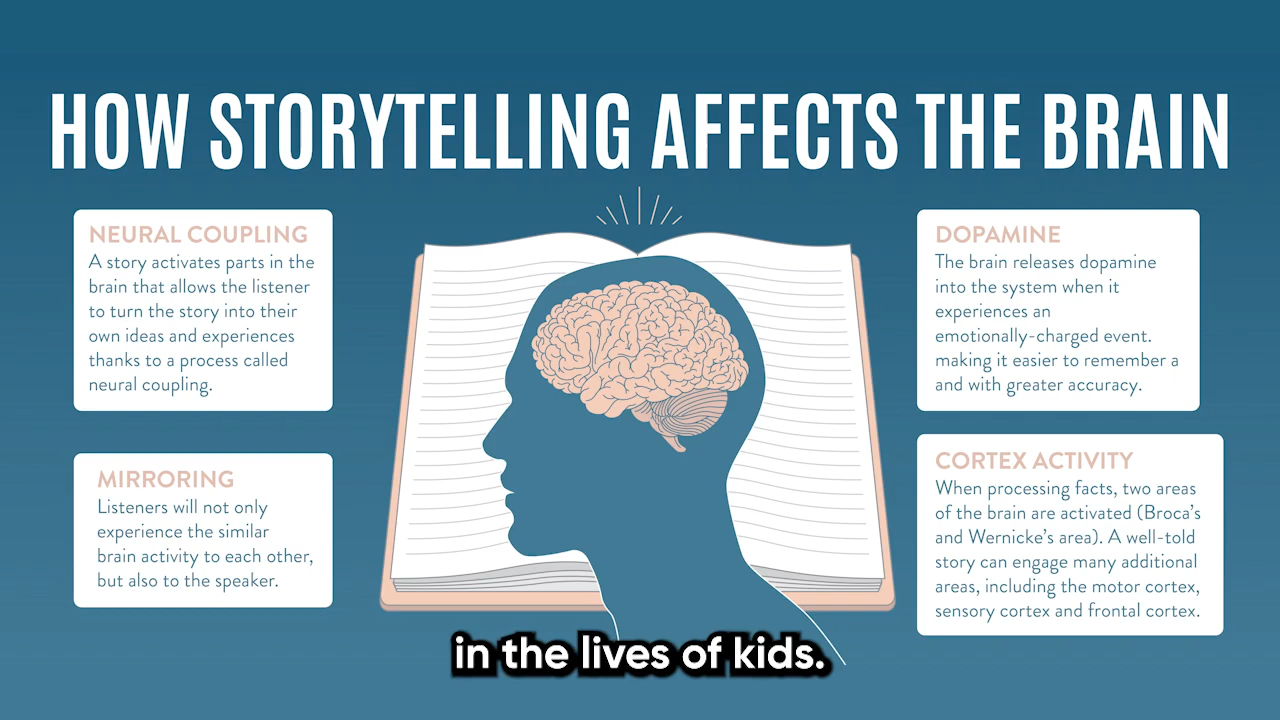 HOW STORYTELLING AFFECTS THE BRAIN
NEURAL COUPLING
A story activates parts in the
brain that allows the listener
to turn the story into their
own ideas and experiences
thanks to a process called
neural coupling.
MIRRORING
Listeners will not only
experience the similar
brain activity to each other,
but also to the speaker.
DOPAMINE
The brain releases dopamine
into the system when it
experiences an
emotionally-charged event.
making it easier to remember a
and with greater accuracy.
CORTEX ACTIVITY
When processing facts, two areas
of the brain are activated (Broca's
and Wernicke's area). A well-told
story can engage many additional
areas, including the motor cortex,
sensory cortex and frontal cortex.
in the lives of kids.